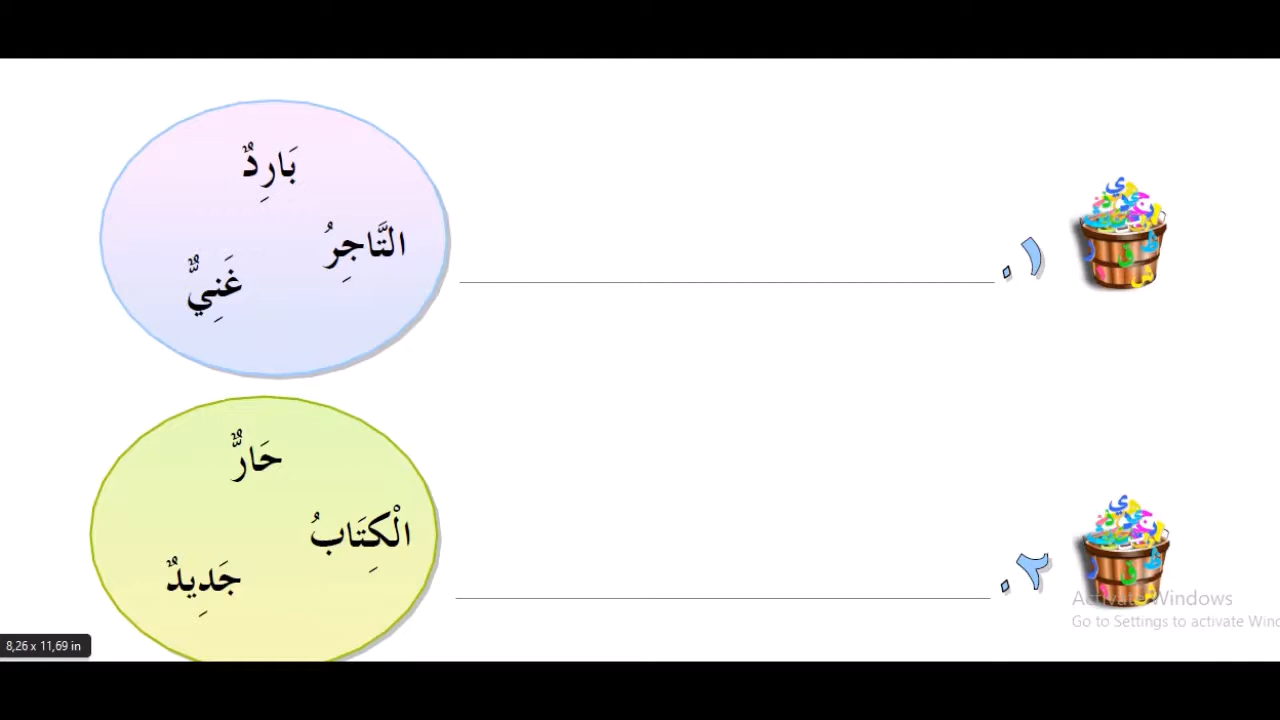 بَارِدٌ
التَّاجِرُ
غَنِيٌّ
١.
حَارٌّ
الْكِتَابُ
جَدِيدٌ
٢.
Activate Windows
Go to Settings to activate Wind
8,26 x 11,69 in